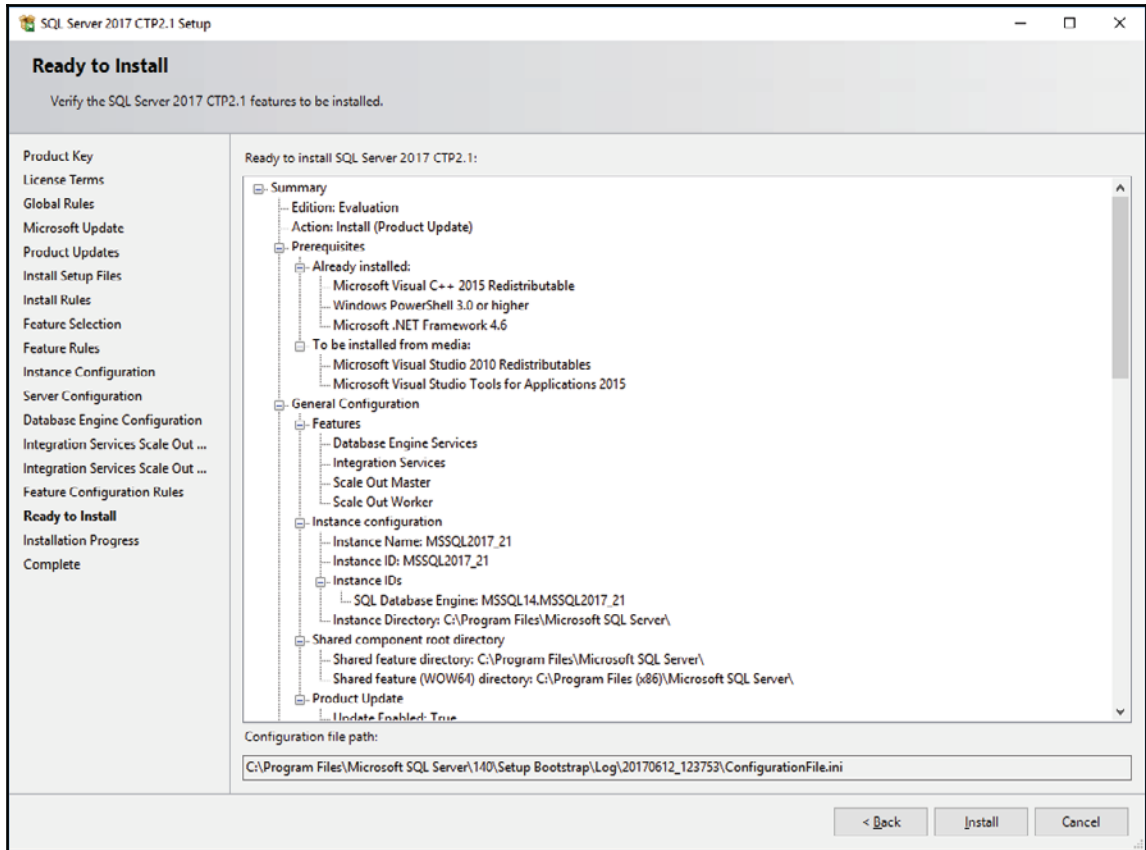 SQL Server 2017 CTP2.1 Setup
Ready to Install
Verify the SQL Server 2017 CTP2.1 features to be installed.
Product Key
License Terms
Global Rules
Microsoft Update
Product Updates
Install Setup Files
Install Rules
Feature Selection
Feature Rules
Instance Configuration
Server Configuration
Database Engine Configuration
Integration Services Scale Out ...
Integration Services Scale Out ...
Feature Configuration Rules
Ready to Install
Installation Progress
Complete
Ready to install SQL Server 2017 CTP2.1:
Summary
Edition: Evaluation
Action: Install (Product Update)
Prerequisites
Already installed:
Microsoft Visual C++ 2015 Redistributable
Windows PowerShell 3.0 or higher
Microsoft .NET Framework 4.6
To be installed from media:
Microsoft Visual Studio 2010 Redistributables
Microsoft Visual Studio Tools for Applications 2015
General Configuration
Features
Database Engine Services
Integration Services
Scale Out Master
Scale Out Worker
Instance configuration
Instance Name: MSSQL2017_21
Instance ID: MSSQL2017_21
Instance IDs
SQL Database Engine: MSSQL14.MSSQL2017_21
Instance Directory: C:\Program Files\Microsoft SQL Server\
Shared component root directory
Shared feature directory: C:\Program Files\Microsoft SQL Server\
Shared feature (WOW64) directory: C:\Program Files (x86)\Microsoft SQL Server\
Product Update
Update Enabled: True
Configuration file path:
C:\Program Files\Microsoft SQL Server\140\Setup Bootstrap\Log\20170612_123753\ConfigurationFile.ini
< Back
Install
Cancel